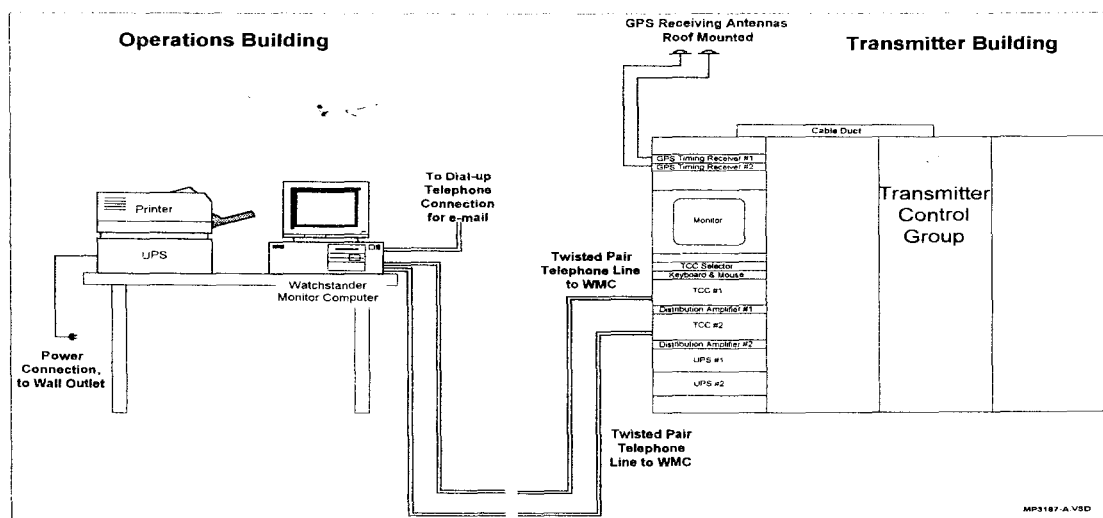 Operations Building
GPS Receiving Antennas
Roof Mounted
Transmitter Building
Cable Duct
GPS Timing Receiver #1
GPS Timing Receiver #2
To Dial-up
Telephone
Connection
for e-mail
Printer
UPS
Watchstander
Monitor Computer
Power
Connection,
to Wall Outlet
Twisted Pair
Telephone Line
to WMC
Monitor
TCC Selector
Keyboard & Mouse
TCC #1
Distribution Amplifier #1
TCC #2
Distribution Amplifier #2
UPS #1
UPS #2
Transmitter
Control
Group
Twisted Pair
Telephone
Line to WMC
MP3187-A.VSD